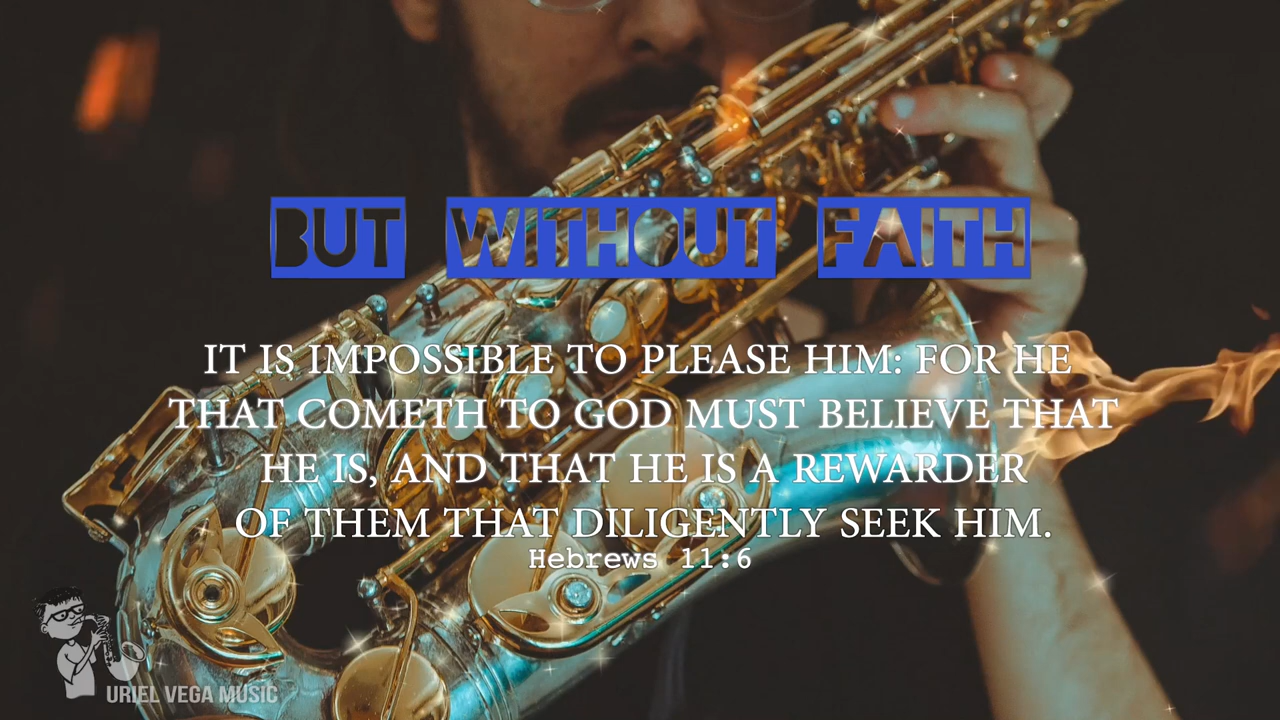 BUT WITHOUT FAITH
IT IS IMPOSSIBLE TO PLEASE HIM: FOR HE
THAT COMETH TO GOD MUST BELIEVE THAT
HE IS, AND THAT HE IS A REWARDER
OF THEM THAT DILIGENTLY SEEK HIM.
Hebrews 11:6
URIEL VEGA MUSIC